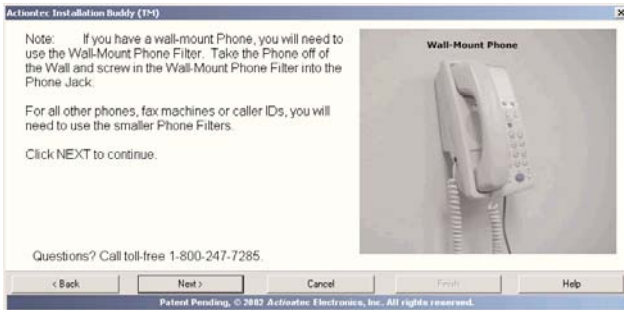 Actiontec Installation Buddy (TM)
Note: If you have a wall-mount Phone, you will need to
use the Wall-Mount Phone Filter. Take the Phone off of
the Wall and screw in the Wall-Mount Phone Filter into the
Phone Jack.
For all other phones, fax machines or caller IDs, you will
need to use the smaller Phone Filters.
Click NEXT to continue.
Questions? Call toll-free 1-800-247-7285.
Wall-Mount Phone
< Back
Next >
Cancel
Finish
Help
Patent Pending, © 2002 Actiontec Electronics, Inc. All rights reserved.